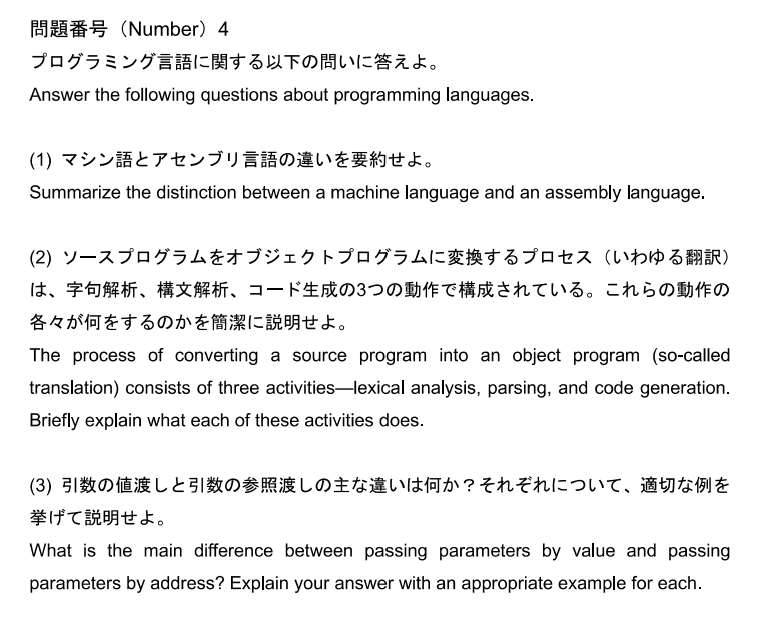 問題番号（Number）4
プログラミング言語に関する以下の問いに答えよ。
Answer the following questions about programming languages.
(1) マシン語とアセンブリ言語の違いを要約せよ。
Summarize the distinction between a machine language and an assembly language.
(2) ソースプログラムをオブジェクトプログラムに変換するプロセス（いわゆる翻訳）
は、字句解析、構文解析、コード生成の3つの動作で構成されている。これらの動作の
各々が何をするのかを簡潔に説明せよ。
The process of converting a source program into an object program (so-called
translation) consists of three activities—lexical analysis, parsing, and code generation.
Briefly explain what each of these activities does.
(3) 引数の値渡しと引数の参照渡しの主な違いは何か？それぞれについて、適切な例を
挙げて説明せよ。
What is the main difference between passing parameters by value and passing
parameters by address? Explain your answer with an appropriate example for each.